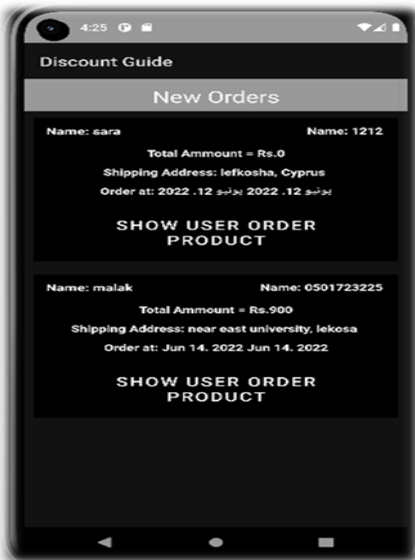 4:25
Discount Guide
New Orders
Name: sara Name: 1212
Total Ammount = Rs.0
Shipping Address: lefkosha, Cyprus
Order at: 2022 .12 يونيو 2022 .12 يونيو
SHOW USER ORDER
PRODUCT
Name: malak Name: 0501723225
Total Ammount = Rs.900
Shipping Address: near east university, lekosa
Order at: Jun 14. 2022 Jun 14. 2022
SHOW USER ORDER
PRODUCT